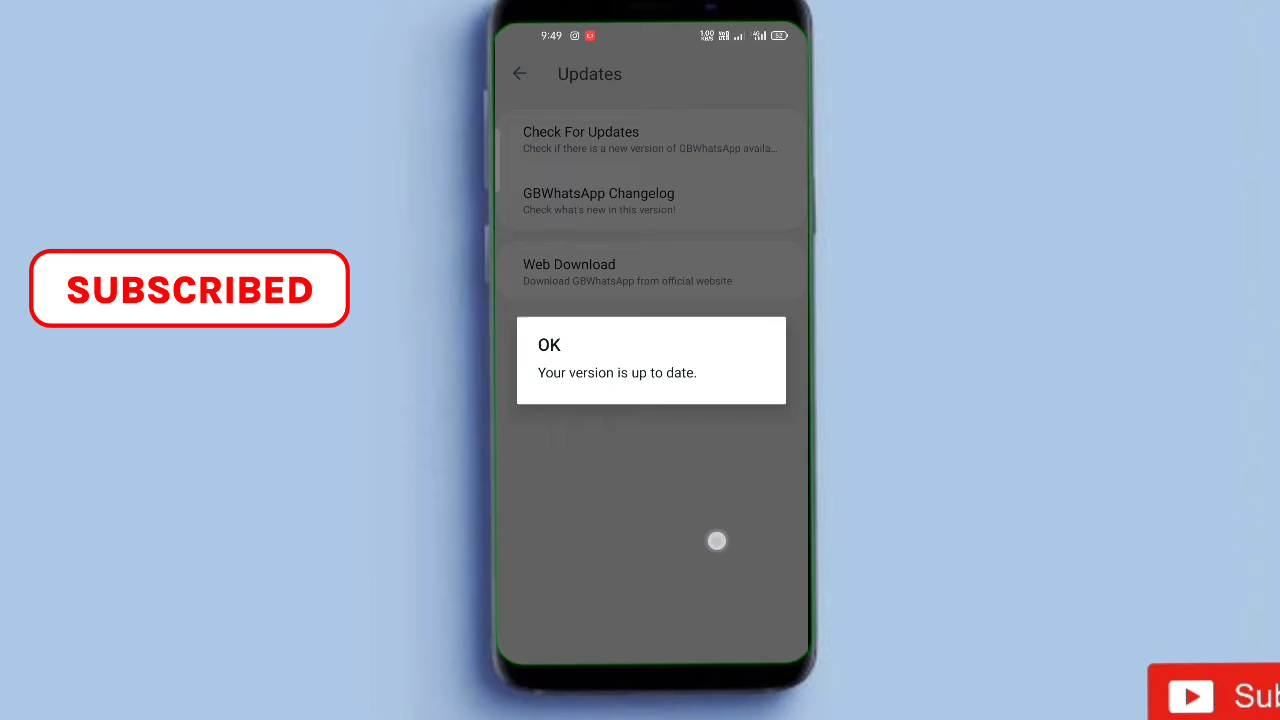 9:49
Updates
Check For Updates
Check if there is a new version of GBWhatsApp availa...
GBWhatsApp Changelog
Check what's new in this version!
Web Download
Download GBWhatsApp from official website
SUBSCRIBED
OK
Your version is up to date.